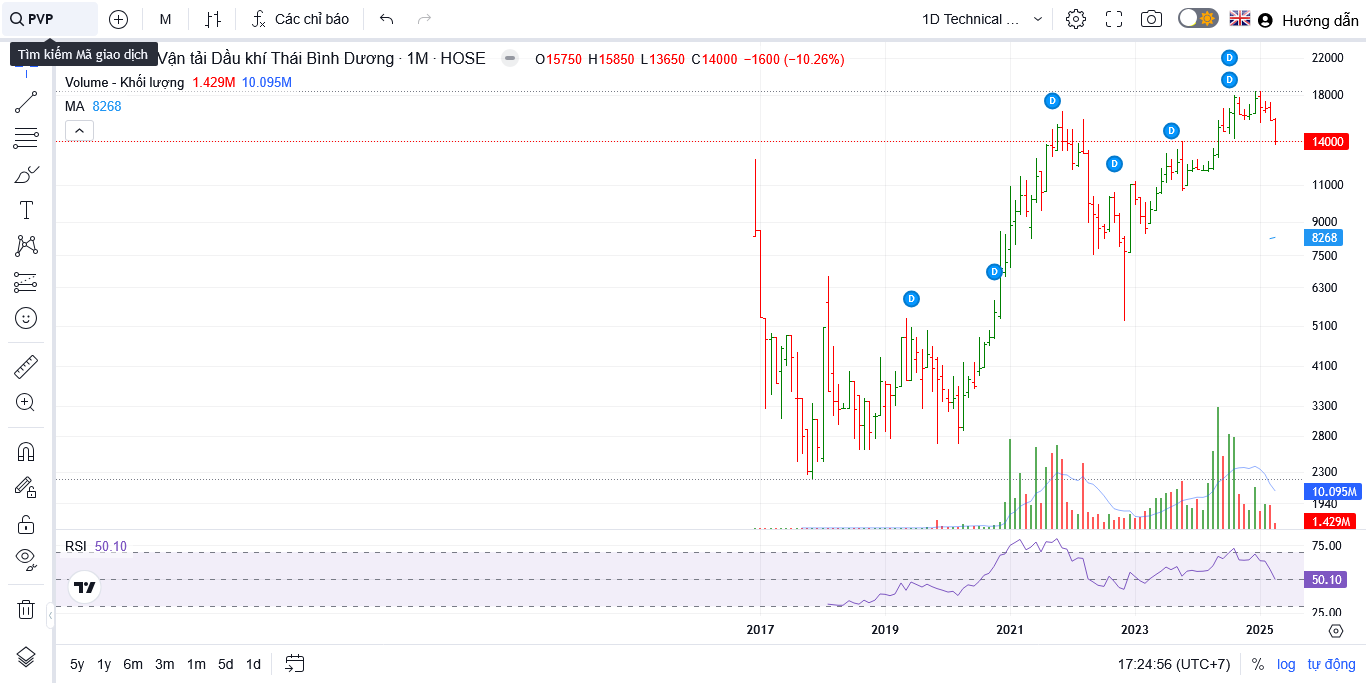 PVP
M
Các chỉ báo
1D Technical ...
Hướng dẫn
Tìm kiếm Mã giao dịch
Vận tải Dầu khí Thái Bình Dương · 1M · HOSE
O15750 H15850 L13650 C14000 −1600 (−10.26%)
Volume - Khối lượng 1.429M 10.095M
MA 8268
D
D
D
D
D
D
D
22000
18000
14000
11000
9000
8268
7500
6300
5100
4100
3300
2800
2300
10.095M
1940
1.429M
RSI 50.10
75.00
50.10
25.00
2017 2019 2021 2023 2025
5y 1y 6m 3m 1m 5d 1d
17:24:56 (UTC+7) % log tự động